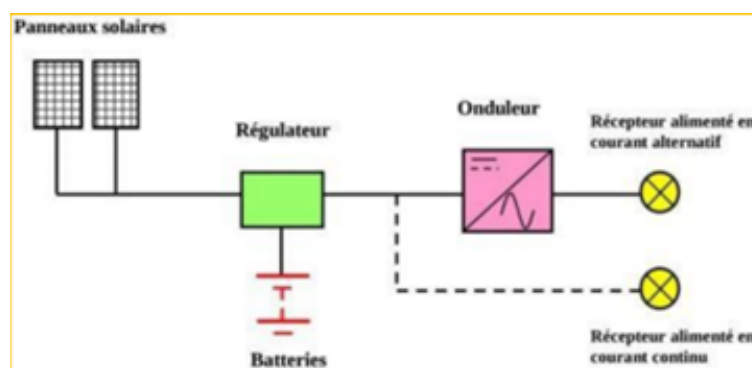 Panneaux solaires
Régulateur
Onduleur
Récepteur alimenté en
courant alternatif
Batteries
Récepteur alimenté en
courant continu